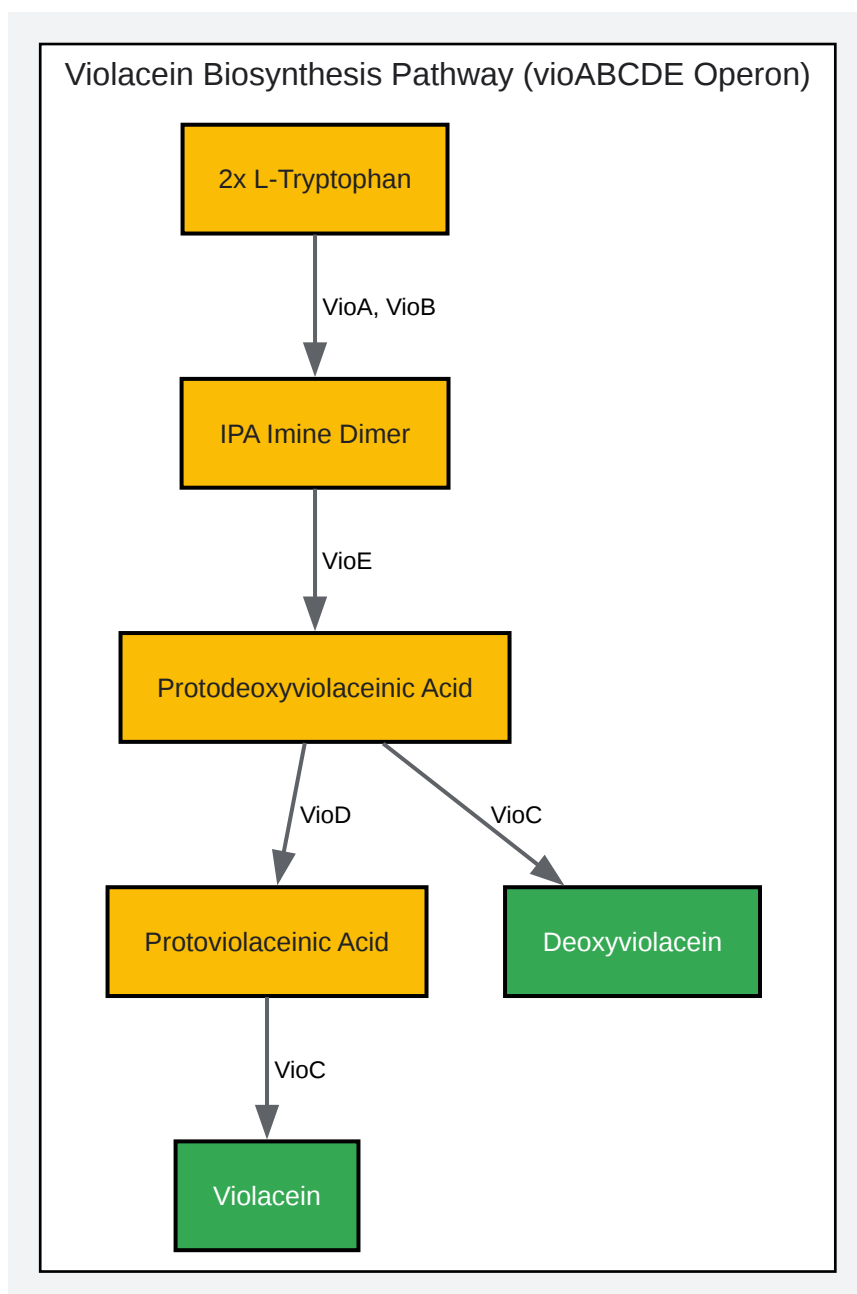 Violacein Biosynthesis Pathway (vioABCDE Operon)
2x L-Tryptophan
VioA, VioB
IPA Imine Dimer
VioE
Protodeoxyviolaceinic Acid
VioD
VioC
Protoviolaceinic Acid
Deoxyviolacein
VioC
Violacein